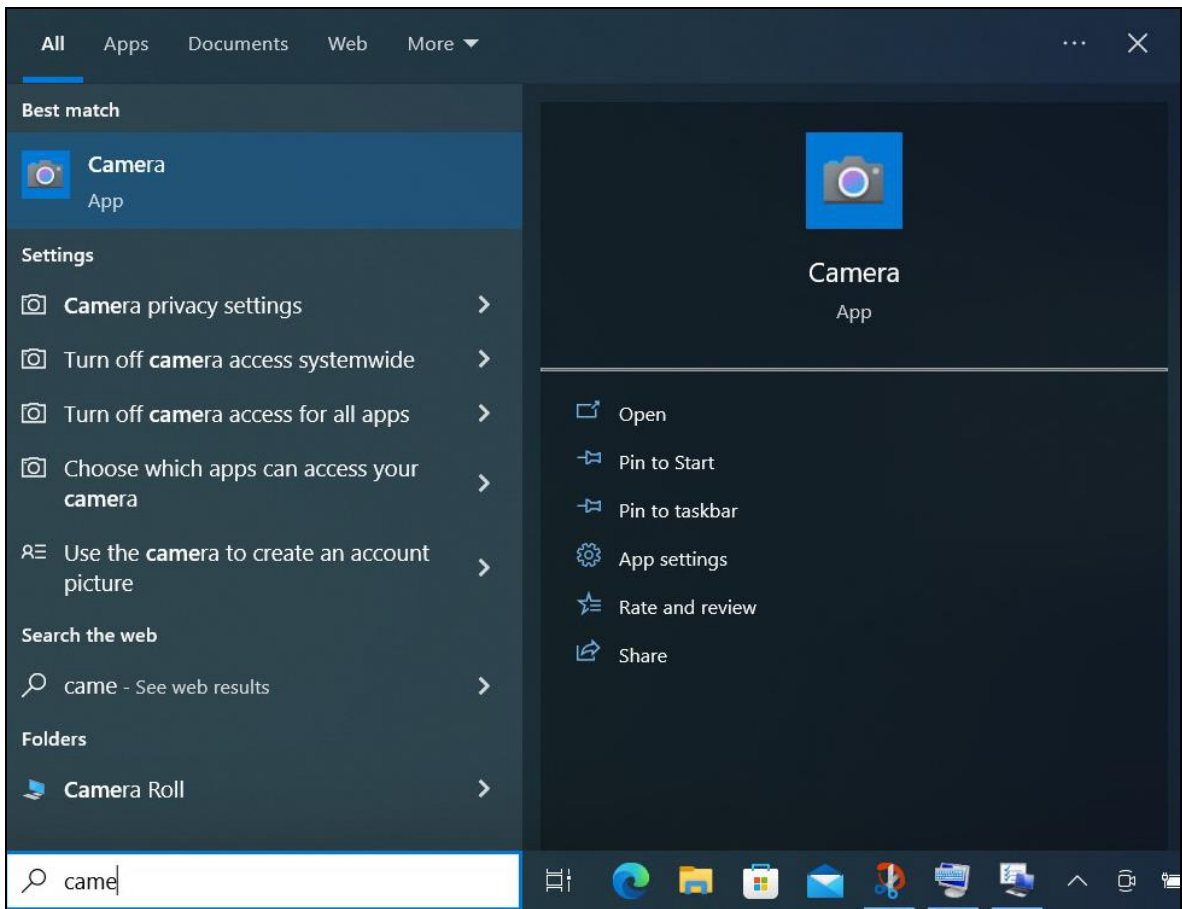 All Apps Documents Web More
Best match
Camera
App
Settings
Camera privacy settings
Turn off camera access systemwide
Turn off camera access for all apps
Choose which apps can access your
camera
Use the camera to create an account
picture
Search the web
came - See web results
Folders
Camera Roll
came
Camera
App
Open
Pin to Start
Pin to taskbar
App settings
Rate and review
Share